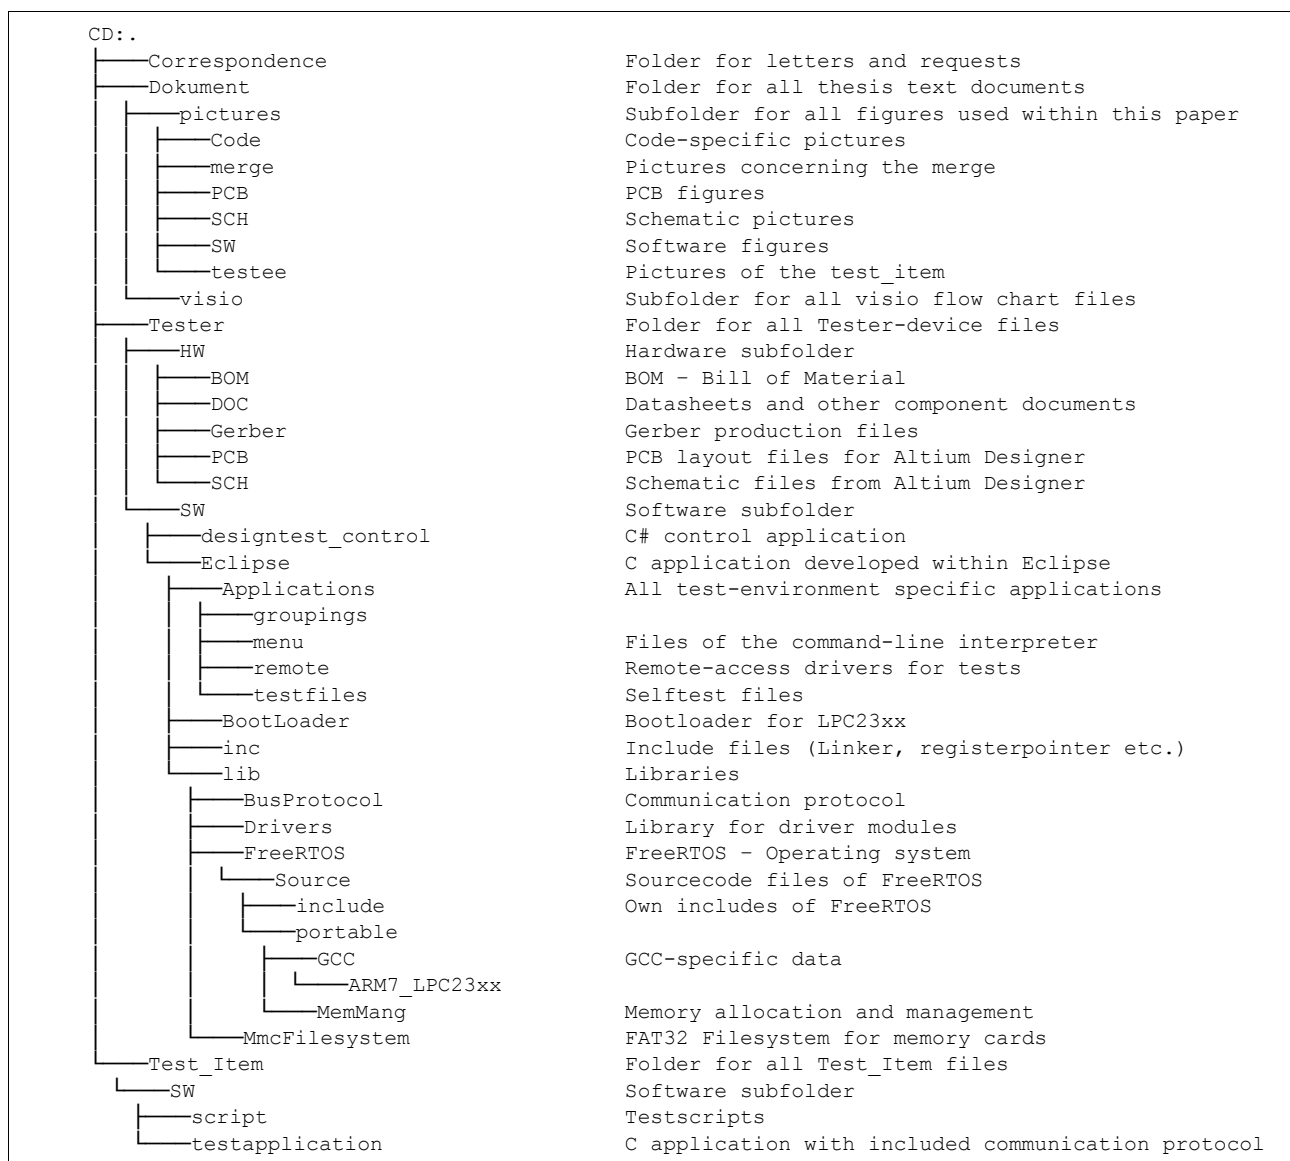 CD:.
Correspondence Folder for letters and requests
Dokument Folder for all thesis text documents
pictures Subfolder for all figures used within this paper
Code Code-specific pictures
merge Pictures concerning the merge
PCB PCB figures
SCH Schematic pictures
SW Software figures
testee Pictures of the test_item
visio Subfolder for all visio flow chart files
Tester Folder for all Tester-device files
HW Hardware subfolder
BOM BOM – Bill of Material
DOC Datasheets and other component documents
Gerber Gerber production files
PCB PCB layout files for Altium Designer
SCH Schematic files from Altium Designer
SW Software subfolder
designtest_control C# control application
Eclipse C application developed within Eclipse
Applications All test-environment specific applications
groupings
menu Files of the command-line interpreter
remote Remote-access drivers for tests
testfiles Selftest files
BootLoader Bootloader for LPC23xx
inc Include files (Linker, registerpointer etc.)
lib Libraries
BusProtocol Communication protocol
Drivers Library for driver modules
FreeRTOS FreeRTOS – Operating system
Source Sourcecode files of FreeRTOS
include Own includes of FreeRTOS
portable
GCC GCC-specific data
ARM7_LPC23xx
MemMang Memory allocation and management
MmcFilesystem FAT32 Filesystem for memory cards
Test_Item Folder for all Test_Item files
SW Software subfolder
script Testscripts
testapplication C application with included communication protocol